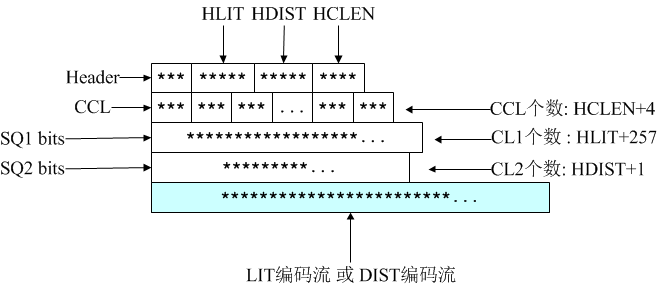 HLIT HDIST HCLEN
Header *** ***** ***** ****
CCL *** *** *** ... *** *** CCL个数: HCLEN+4
SQ1 bits ******************... CL1个数 : HLIT+257
SQ2 bits *********... CL2个数: HDIST+1
************************...
LIT编码流 或 DIST编码流